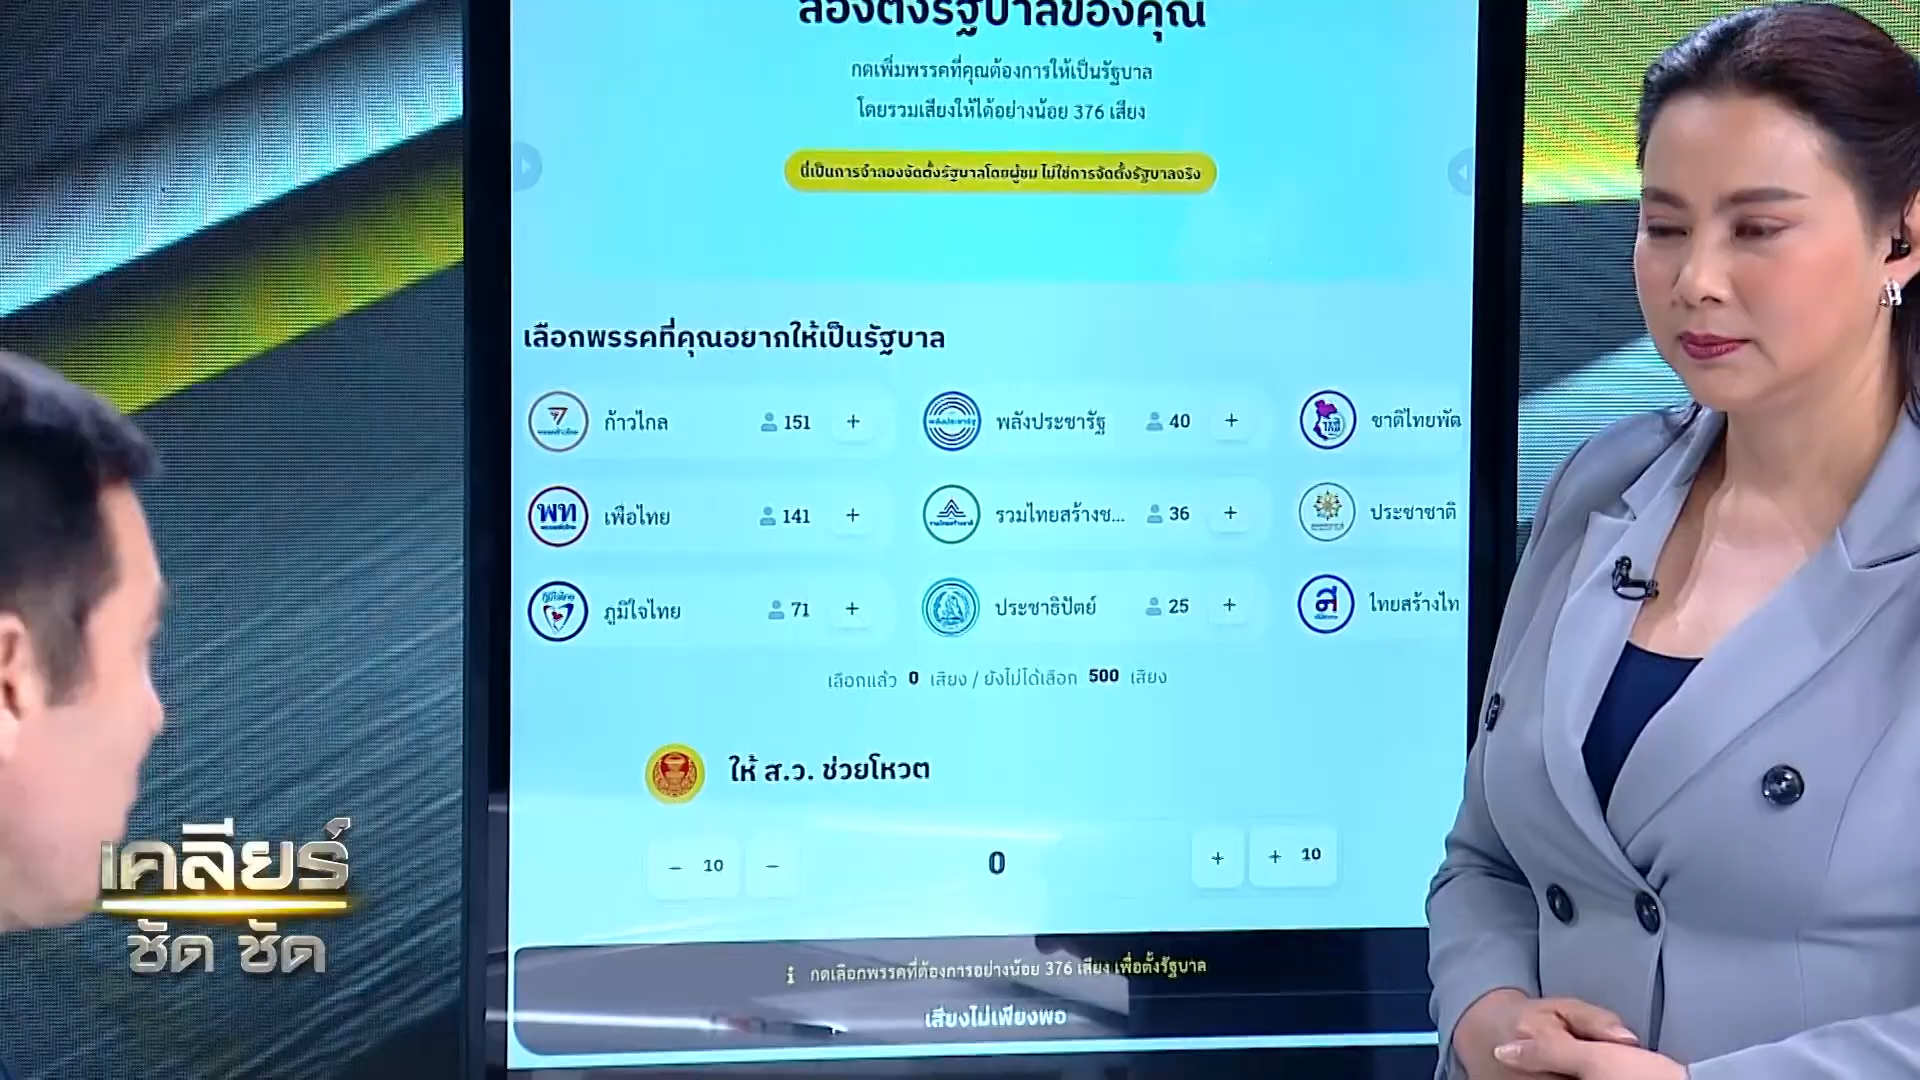 ลองตั้งรัฐบาลของคุณ
กดเพิ่มพรรคที่คุณต้องการให้เป็นรัฐบาล
โดยรวมเสียงให้ได้อย่างน้อย 376 เสียง
นี่เป็นการจำลองจัดตั้งรัฐบาลโดยผู้ชม ไม่ใช่การจัดตั้งรัฐบาลจริง
เลือกพรรคที่คุณอยากให้เป็นรัฐบาล
ก้าวไกล 151 +
พลังประชารัฐ 40 +
ชาติไทยพัฒ
พท เพื่อไทย 141 +
รวมไทยสร้างช... 36 +
ประชาชาติ
ภูมิใจไทย 71 +
ประชาธิปัตย์ 25 +
ไทยสร้างไท
เลือกแล้ว 0 เสียง / ยังไม่ได้เลือก 500 เสียง
ให้ ส.ว. ช่วยโหวต
− 10 − 0 + + 10
กดเลือกพรรคที่ต้องการอย่างน้อย 376 เสียง เพื่อตั้งรัฐบาล
เสียงไม่เพียงพอ
เคลียร์
ชัด ชัด